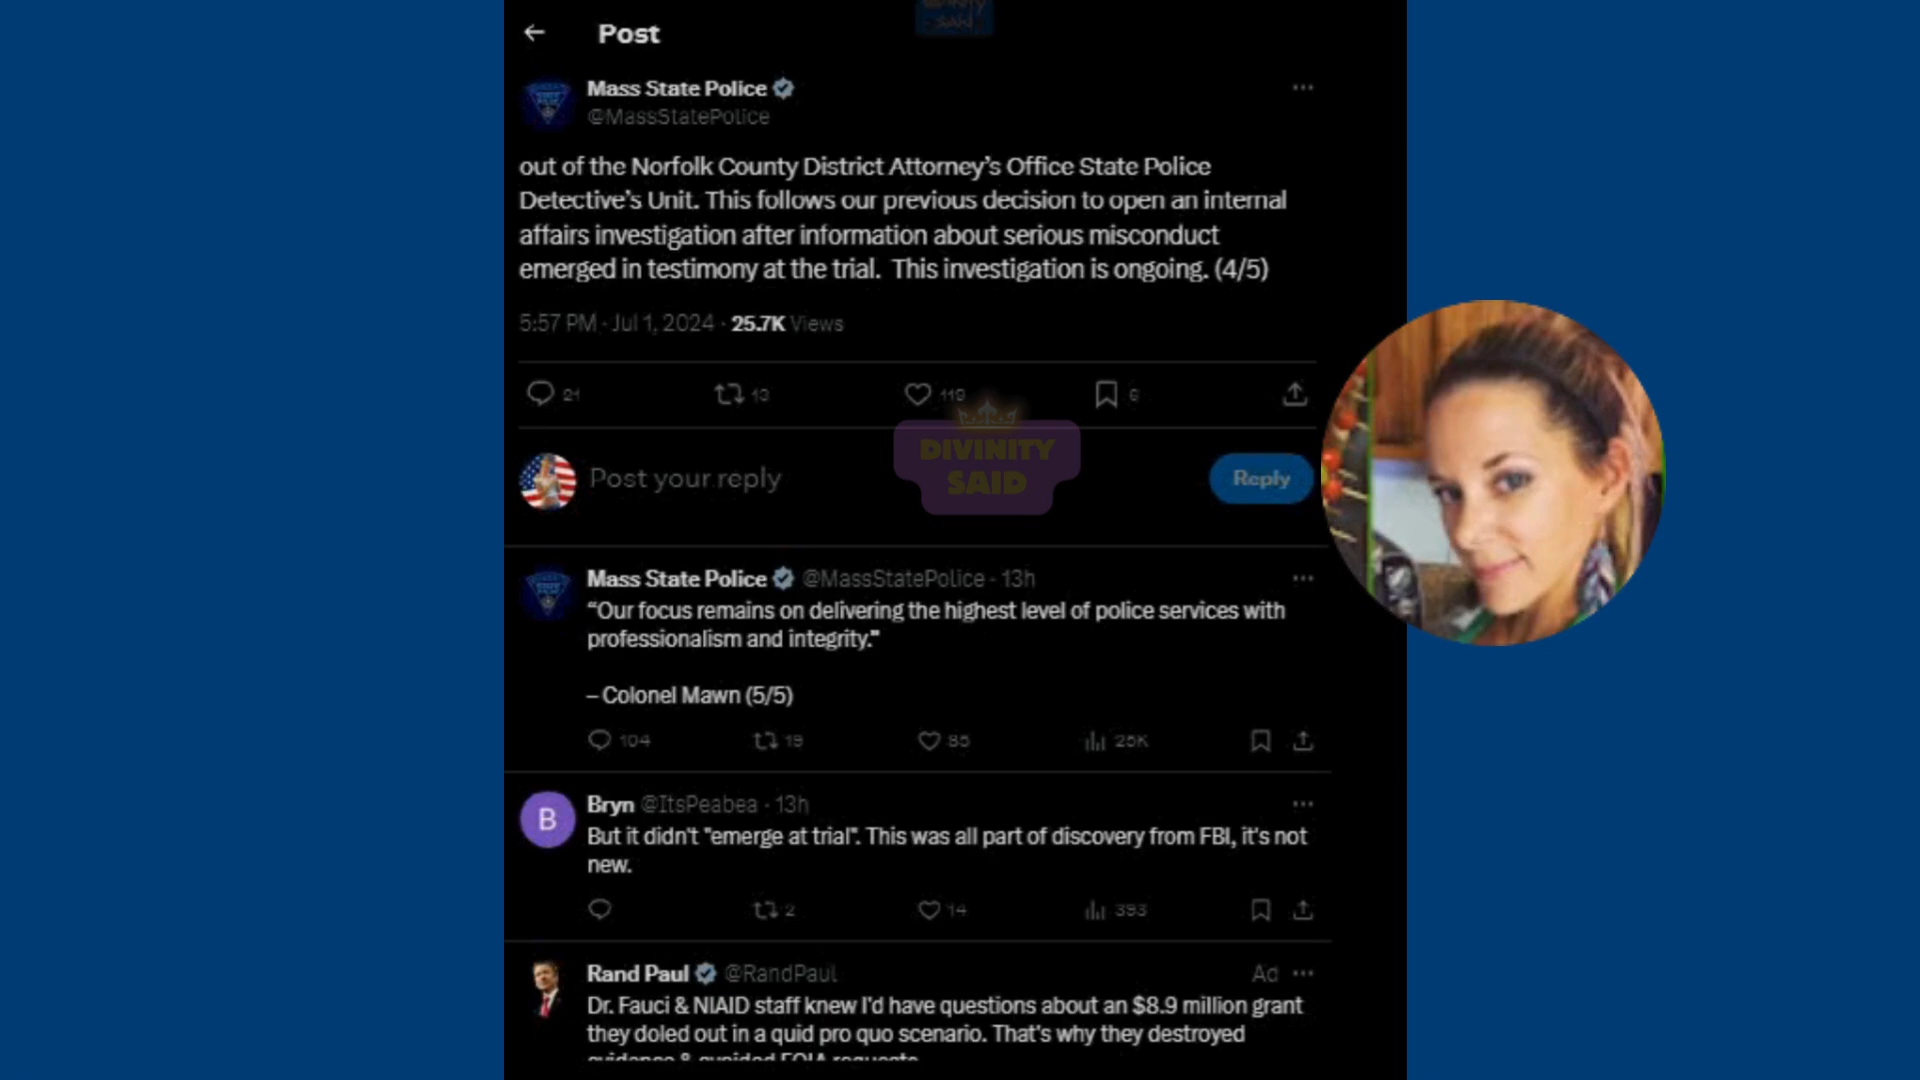 Post
Mass State Police
@MassStatePolice
out of the Norfolk County District Attorney's Office State Police
Detective's Unit. This follows our previous decision to open an internal
affairs investigation after information about serious misconduct
emerged in testimony at the trial. This investigation is ongoing. (4/5)
5:57 PM · Jul 1, 2024 · 25.7K Views
21 13 119 6
DIVINITY
SAID
Post your reply
Reply
Mass State Police @MassStatePolice · 13h
“Our focus remains on delivering the highest level of police services with
professionalism and integrity.”
– Colonel Mawn (5/5)
104 19 85 25K
B
Bryn @ItsPeabea · 13h
But it didn't "emerge at trial". This was all part of discovery from FBI, it's not
new.
2 14 393
Rand Paul @RandPaul Ad
Dr. Fauci & NIAID staff knew I'd have questions about an $8.9 million grant
they doled out in a quid pro quo scenario. That's why they destroyed